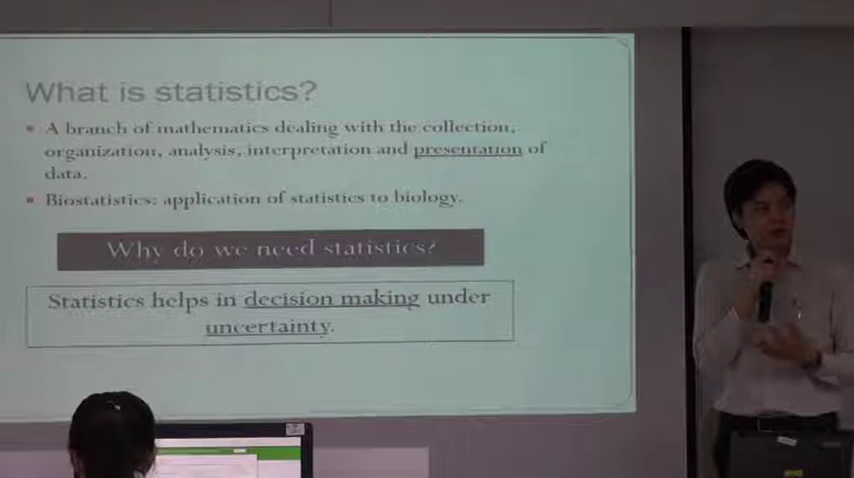 What is statistics?
A branch of mathematics dealing with the collection,
organization, analysis, interpretation and presentation of
data.
Biostatistics: application of statistics to biology.
Why do we need statistics?
Statistics helps in decision making under
uncertainty.